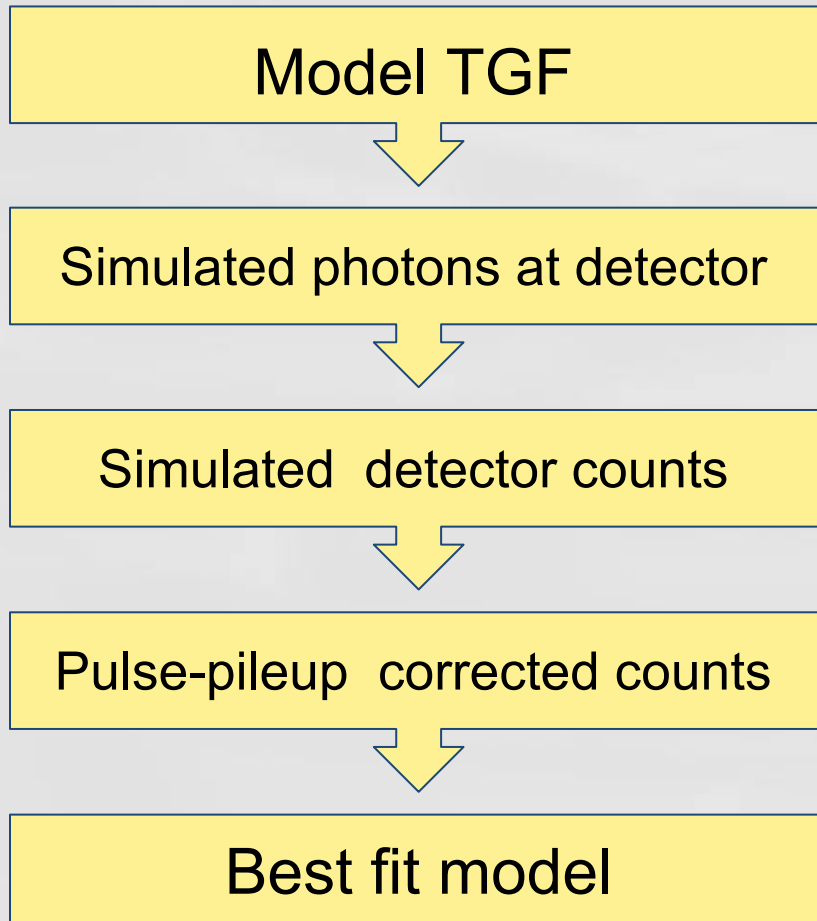 Model TGF
Simulated photons at detector
Simulated  detector counts
Pulse-pileup  corrected counts
Best fit model